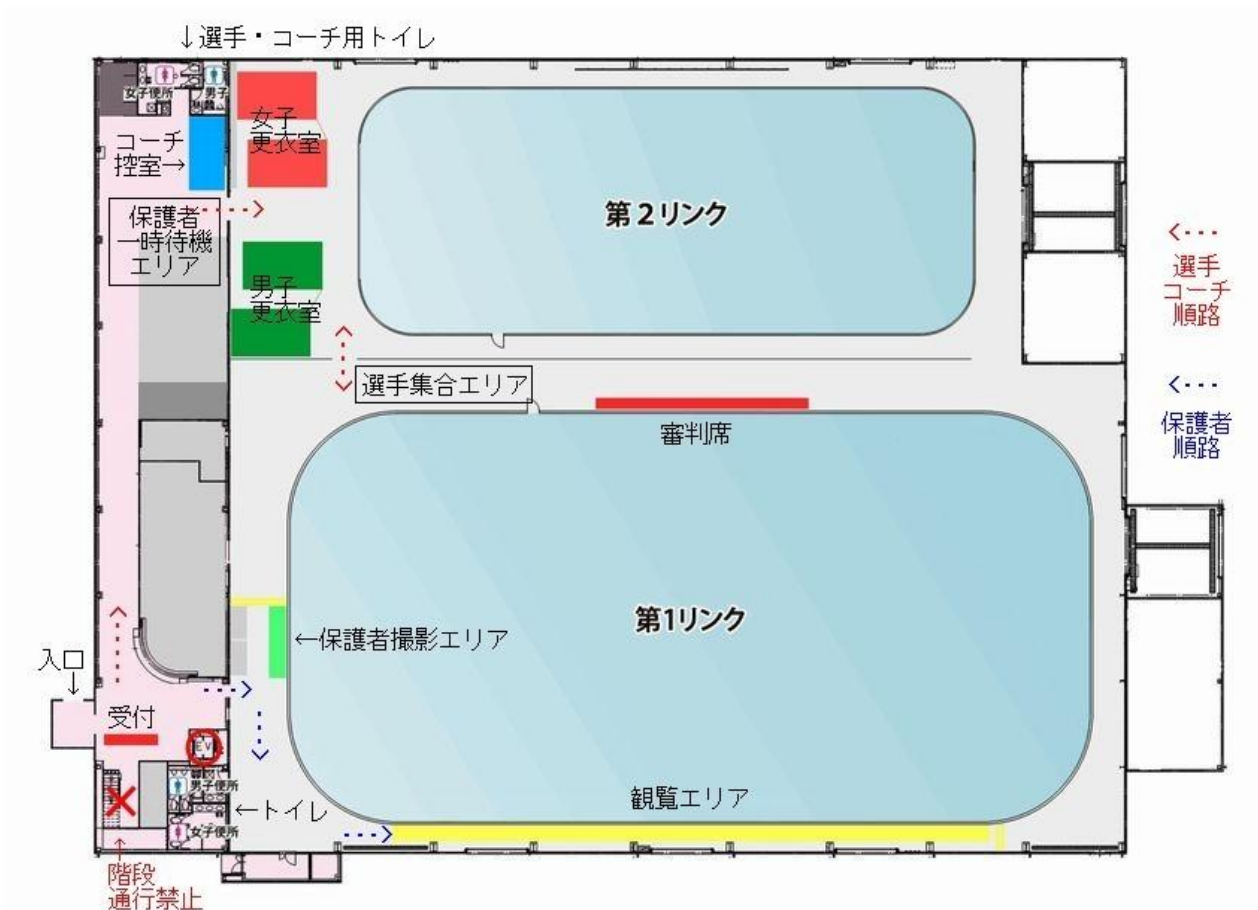 ↓選手・コーチ用トイレ
女子便所
男子
女子
更衣室
コーチ
控室→
保護者
一時待機
エリア
第2リンク
男子
更衣室
←・・・
選手
コーチ
順路
選手集合エリア
審判席
←・・・
保護者
順路
第1リンク
←保護者撮影エリア
入口
↓
受付
EV
男子便所
←トイレ
女子便所
観覧エリア
↑
階段
通行禁止